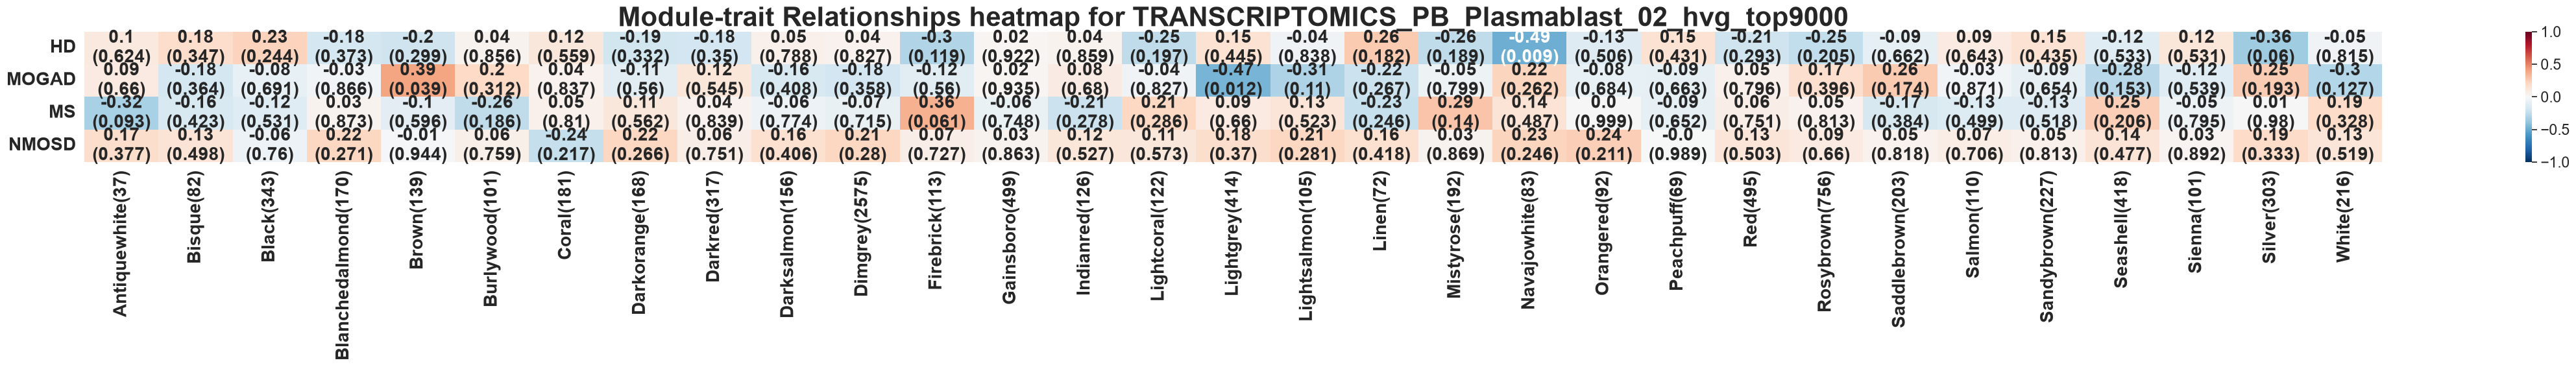 Module-trait Relationships heatmap for TRANSCRIPTOMICS_PB_Plasmablast_02_hvg_top9000
HD
0.1 0.18 0.23 -0.18 -0.2 0.04 0.12 -0.19 -0.18 0.05 0.04 -0.3 0.02 0.04 -0.25 0.15 -0.04 0.26 -0.26 -0.49 -0.13 0.15 -0.21 -0.25 -0.09 0.09 0.15 -0.12 0.12 -0.36 -0.05
(0.624) (0.347) (0.244) (0.373) (0.299) (0.856) (0.559) (0.332) (0.35) (0.788) (0.827) (0.119) (0.922) (0.859) (0.197) (0.445) (0.838) (0.182) (0.189) (0.009) (0.506) (0.431) (0.293) (0.205) (0.662) (0.643) (0.435) (0.533) (0.531) (0.06) (0.815)
MOGAD
0.09 -0.18 -0.08 -0.03 0.39 0.2 0.04 -0.11 0.12 -0.16 -0.18 -0.12 0.02 0.08 -0.04 -0.47 -0.31 -0.22 -0.05 0.22 -0.08 -0.09 0.05 0.17 0.26 -0.03 -0.09 -0.28 -0.12 0.25 -0.3
(0.66) (0.364) (0.691) (0.866) (0.039) (0.312) (0.837) (0.56) (0.545) (0.408) (0.358) (0.56) (0.935) (0.68) (0.827) (0.012) (0.11) (0.267) (0.799) (0.262) (0.684) (0.663) (0.796) (0.396) (0.174) (0.871) (0.654) (0.153) (0.539) (0.193) (0.127)
MS
-0.32 -0.16 -0.12 0.03 -0.1 -0.26 0.05 0.11 0.04 -0.06 -0.07 0.36 -0.06 -0.21 0.21 0.09 0.13 -0.23 0.29 0.14 0.0 -0.09 0.06 0.05 -0.17 -0.13 -0.13 0.25 -0.05 0.01 0.19
(0.093) (0.423) (0.531) (0.873) (0.596) (0.186) (0.81) (0.562) (0.839) (0.774) (0.715) (0.061) (0.748) (0.278) (0.286) (0.66) (0.523) (0.246) (0.14) (0.487) (0.999) (0.652) (0.751) (0.813) (0.384) (0.499) (0.518) (0.206) (0.795) (0.98) (0.328)
NMOSD
0.17 0.13 -0.06 0.22 -0.01 0.06 -0.24 0.22 0.06 0.16 0.21 0.07 0.03 0.12 0.11 0.18 0.21 0.16 0.03 0.23 0.24 -0.0 0.13 0.09 0.05 0.07 0.05 0.14 0.03 0.19 0.13
(0.377) (0.498) (0.76) (0.271) (0.944) (0.759) (0.217) (0.266) (0.751) (0.406) (0.28) (0.727) (0.863) (0.527) (0.573) (0.37) (0.281) (0.418) (0.869) (0.246) (0.211) (0.989) (0.503) (0.66) (0.818) (0.706) (0.813) (0.477) (0.892) (0.333) (0.519)
Antiquewhite(37)
Bisque(82)
Black(343)
Blanchedalmond(170)
Brown(139)
Burlywood(101)
Coral(181)
Darkorange(168)
Darkred(317)
Darksalmon(156)
Dimgrey(2575)
Firebrick(113)
Gainsboro(499)
Indianred(126)
Lightcoral(122)
Lightgrey(414)
Lightsalmon(105)
Linen(72)
Mistyrose(192)
Navajowhite(83)
Orangered(92)
Peachpuff(69)
Red(495)
Rosybrown(756)
Saddlebrown(203)
Salmon(110)
Sandybrown(227)
Seashell(418)
Sienna(101)
Silver(303)
White(216)
1.0
0.5
0.0
−0.5
−1.0